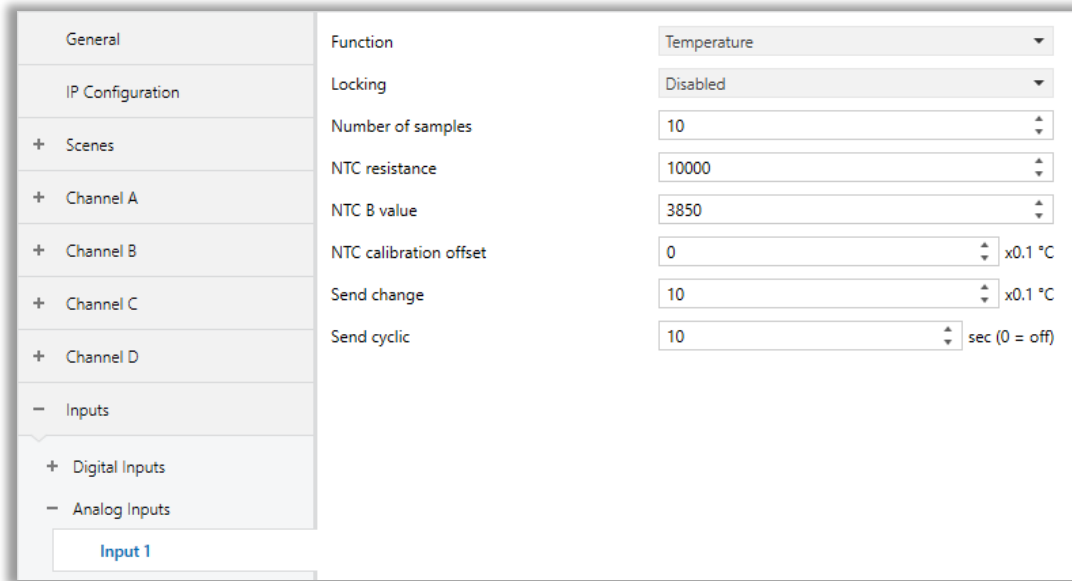 General
IP Configuration
+ Scenes
+ Channel A
+ Channel B
+ Channel C
+ Channel D
− Inputs
+ Digital Inputs
− Analog Inputs
Input 1
Function Temperature
Locking Disabled
Number of samples 10
NTC resistance 10000
NTC B value 3850
NTC calibration offset 0 x0.1 °C
Send change 10 x0.1 °C
Send cyclic 10 sec (0 = off)